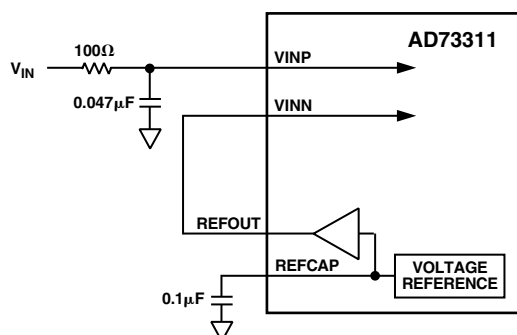 AD73311
100Ω
V_IN
VINP
0.047µF
VINN
REFOUT
REFCAP
VOLTAGE
REFERENCE
0.1µF